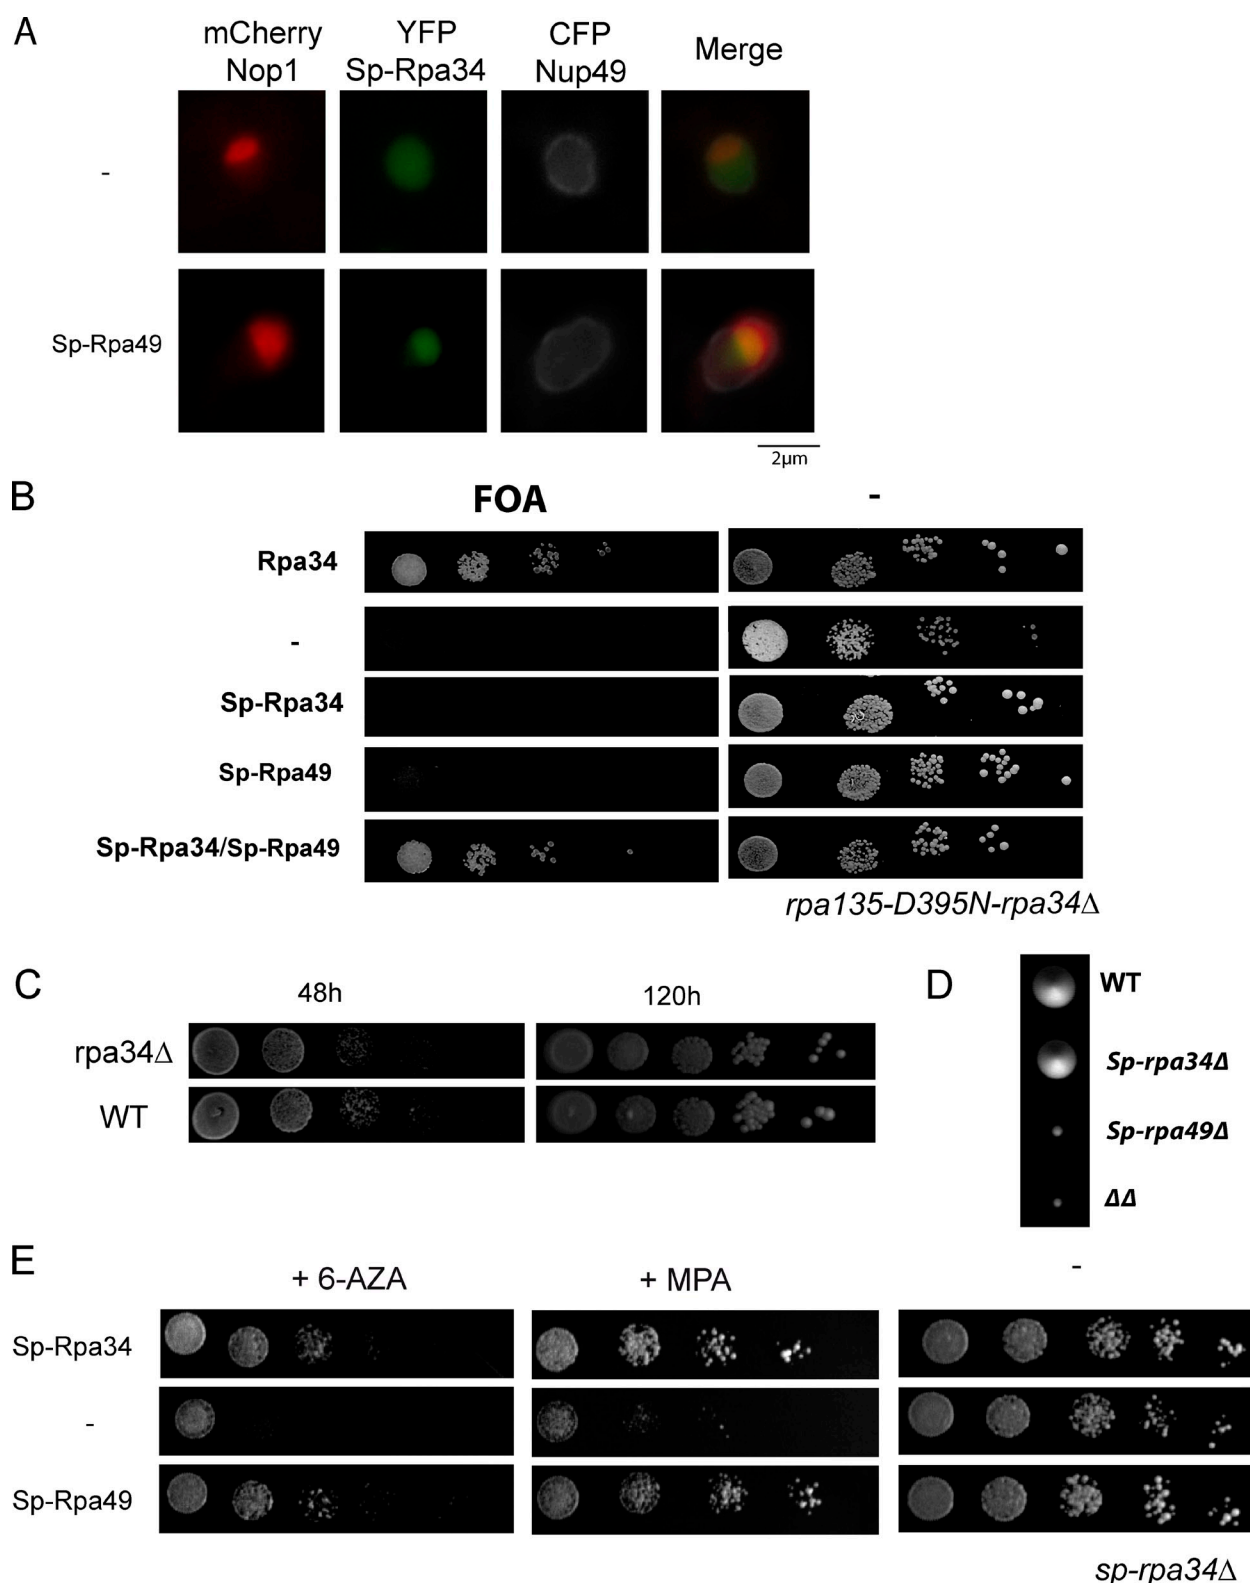 A
mCherry Nop1
YFP Sp-Rpa34
CFP Nup49
Merge
-
Sp-Rpa49
2µm
B
FOA
-
Rpa34
-
Sp-Rpa34
Sp-Rpa49
Sp-Rpa34/Sp-Rpa49
rpa135-D395N-rpa34Δ
C
48h
120h
rpa34Δ
WT
D
WT
Sp-rpa34Δ
Sp-rpa49Δ
ΔΔ
E
+ 6-AZA
+ MPA
-
Sp-Rpa34
-
Sp-Rpa49
sp-rpa34Δ